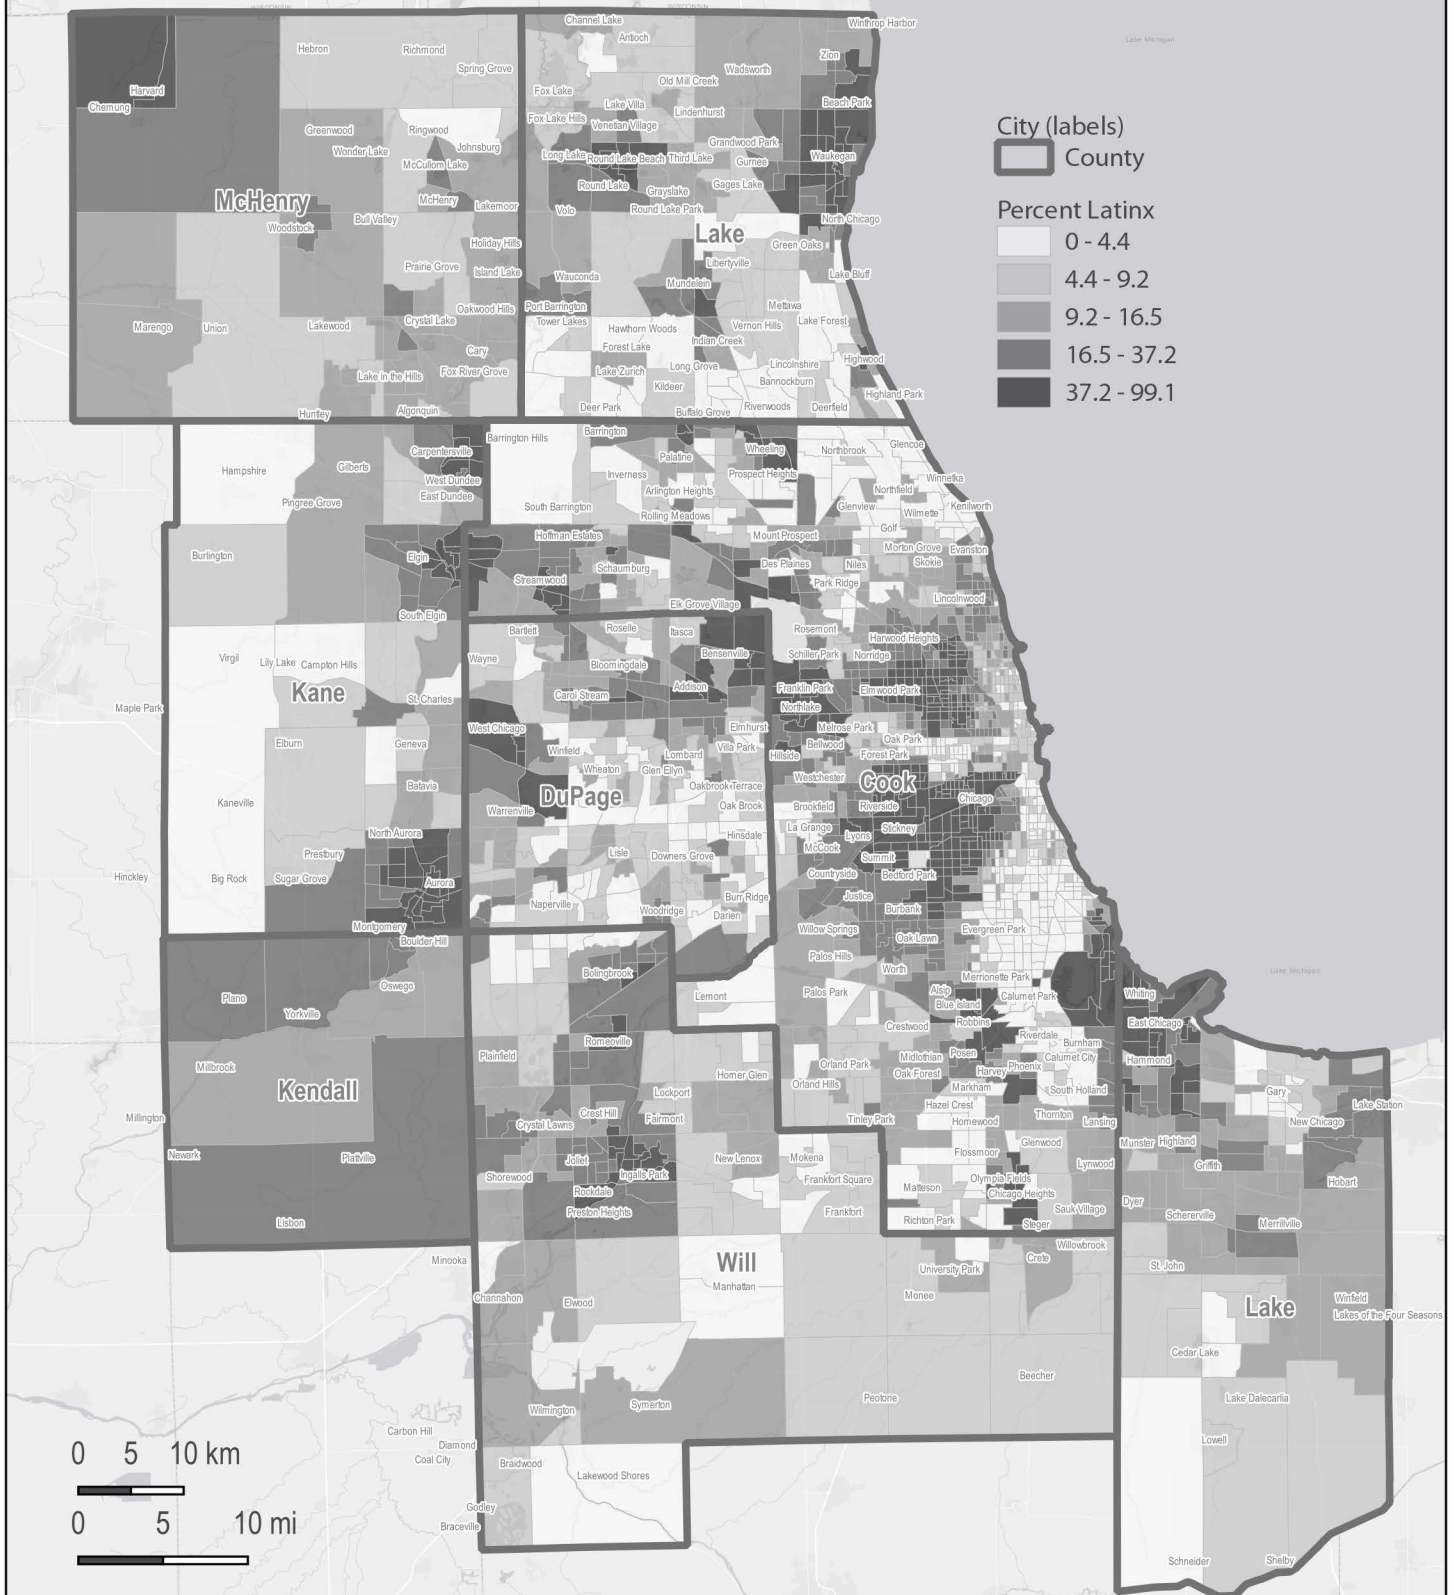 WISCONSIN
WISCONSIN
Channel Lake
Winthrop Harbor
Antioch
Lake Michigan
Hebron
Richmond
Zion
Spring Grove
Wadsworth
Old Mill Creek
Harvard
Fox Lake
Chemung
Lake Villa
Beach Park
Lindenhurst
Fox Lake Hills
Venetian Village
City (labels)
County
Greenwood
Ringwood
Grandwood Park
Johnsburg
Wonder Lake
Long Lake
Round Lake Beach
Third Lake
Gurnee
Waukegan
McCullom Lake
Round Lake
Grayslake
Gages Lake
McHenry
McHenry
Lakemoor
Volo
Round Lake Park
Percent Latinx
Bull Valley
North Chicago
Woodstock
Lake
0 - 4.4
Holiday Hills
Green Oaks
Prairie Grove
Island Lake
Libertyville
Lake Bluff
4.4 - 9.2
Wauconda
Mundelein
Oakwood Hills
Port Barrington
Mettawa
9.2 - 16.5
Marengo
Union
Lakewood
Crystal Lake
Tower Lakes
Hawthorn Woods
Vernon Hills
Lake Forest
Forest Lake
Indian Creek
16.5 - 37.2
Cary
Highwood
Lake in the Hills
Fox River Grove
Lake Zurich
Long Grove
Lincolnshire
Kildeer
Bannockburn
37.2 - 99.1
Highland Park
Huntley
Algonquin
Deer Park
Buffalo Grove
Riverwoods
Deerfield
Barrington Hills
Barrington
Glencoe
Carpentersville
Palatine
Wheeling
Northbrook
Hampshire
Gilberts
West Dundee
Inverness
Prospect Heights
Winnetka
East Dundee
Arlington Heights
Northfield
Pingree Grove
South Barrington
Rolling Meadows
Glenview
Wilmette
Kenilworth
Golf
Hoffman Estates
Mount Prospect
Burlington
Elgin
Morton Grove
Evanston
Schaumburg
Des Plaines
Niles
Skokie
Streamwood
Park Ridge
Elk Grove Village
Lincolnwood
South Elgin
Bartlett
Roselle
Itasca
Rosemont
Harwood Heights
Virgil
Lily Lake
Campton Hills
Wayne
Bloomingdale
Bensenville
Schiller Park
Norridge
Kane
St. Charles
Carol Stream
Addison
Franklin Park
Elmwood Park
Maple Park
Northlake
West Chicago
Elmhurst
Melrose Park
Elburn
Geneva
Winfield
Villa Park
Bellwood
Oak Park
Lombard
Hillside
Forest Park
Wheaton
Glen Ellyn
Westchester
Cook
Batavia
Oakbrook Terrace
Kaneville
Warrenville
DuPage
Oak Brook
Brookfield
Riverside
Chicago
North Aurora
Hinsdale
La Grange
Lyons
Stickney
Prestbury
Lisle
Downers Grove
McCook
Summit
Hinckley
Big Rock
Sugar Grove
Aurora
Countryside
Bedford Park
Naperville
Woodridge
Burr Ridge
Justice
Darien
Burbank
Montgomery
Willow Springs
Evergreen Park
Boulder Hill
Oak Lawn
Palos Hills
Bolingbrook
Worth
Lake Michigan
Oswego
Merrionette Park
Plano
Lemont
Palos Park
Alsip
Calumet Park
Whiting
Yorkville
Blue Island
Crestwood
Robbins
East Chicago
Plainfield
Romeoville
Riverdale
Burnham
Midlothian
Posen
Calumet City
Hammond
Millbrook
Homer Glen
Orland Park
Oak Forest
Harvey
Phoenix
Kendall
Lockport
Orland Hills
Markham
South Holland
Gary
Hazel Crest
Lake Station
Millington
Crest Hill
Fairmont
Tinley Park
Thornton
New Chicago
Crystal Lawns
Homewood
Lansing
Newark
Plattville
Joliet
New Lenox
Mokena
Flossmoor
Glenwood
Munster
Highland
Griffith
Lynwood
Shorewood
Ingalls Park
Frankfort Square
Matteson
Olympia Fields
Hobart
Rockdale
Chicago Heights
Dyer
Lisbon
Preston Heights
Frankfort
Richton Park
Sauk Village
Schererville
Steger
Merrillville
Minooka
Will
Willowbrook
University Park
Crete
St. John
Manhattan
Channahon
Elwood
Monee
Winfield
Lake
Lakes of the Four Seasons
Cedar Lake
Beecher
Symerton
Peotone
Lake Dalecarlia
Wilmington
Carbon Hill
Lowell
0 5 10 km
Diamond
Coal City
Braidwood
Lakewood Shores
Godley
0 5 10 mi
Braceville
Schneider
Shelby